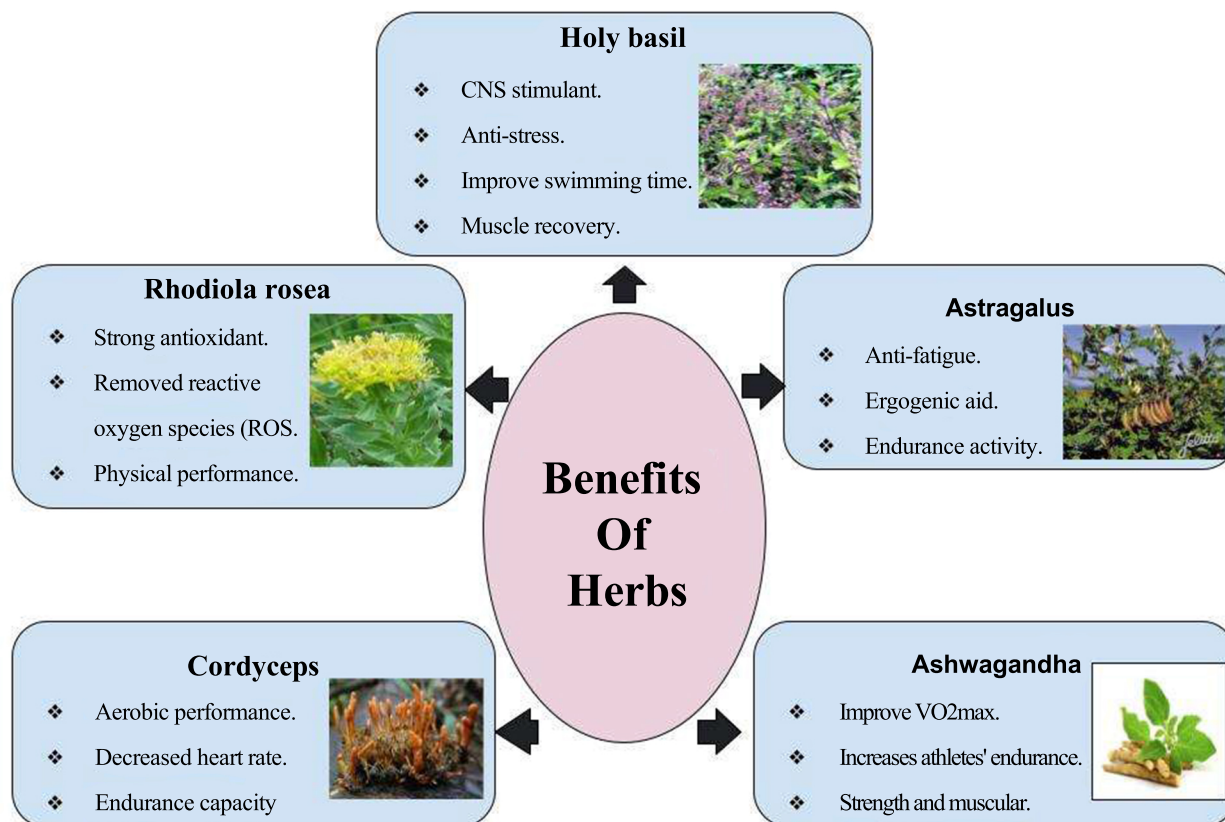 Holy basil
❖ CNS stimulant.
❖ Anti-stress.
❖ Improve swimming time.
❖ Muscle recovery.
Rhodiola rosea
❖ Strong antioxidant.
❖ Removed reactive
oxygen species (ROS.
❖ Physical performance.
Astragalus
❖ Anti-fatigue.
❖ Ergogenic aid.
❖ Endurance activity.
Jelitto
Benefits
Of
Herbs
Cordyceps
❖ Aerobic performance.
❖ Decreased heart rate.
❖ Endurance capacity
Ashwagandha
❖ Improve VO2max.
❖ Increases athletes' endurance.
❖ Strength and muscular.